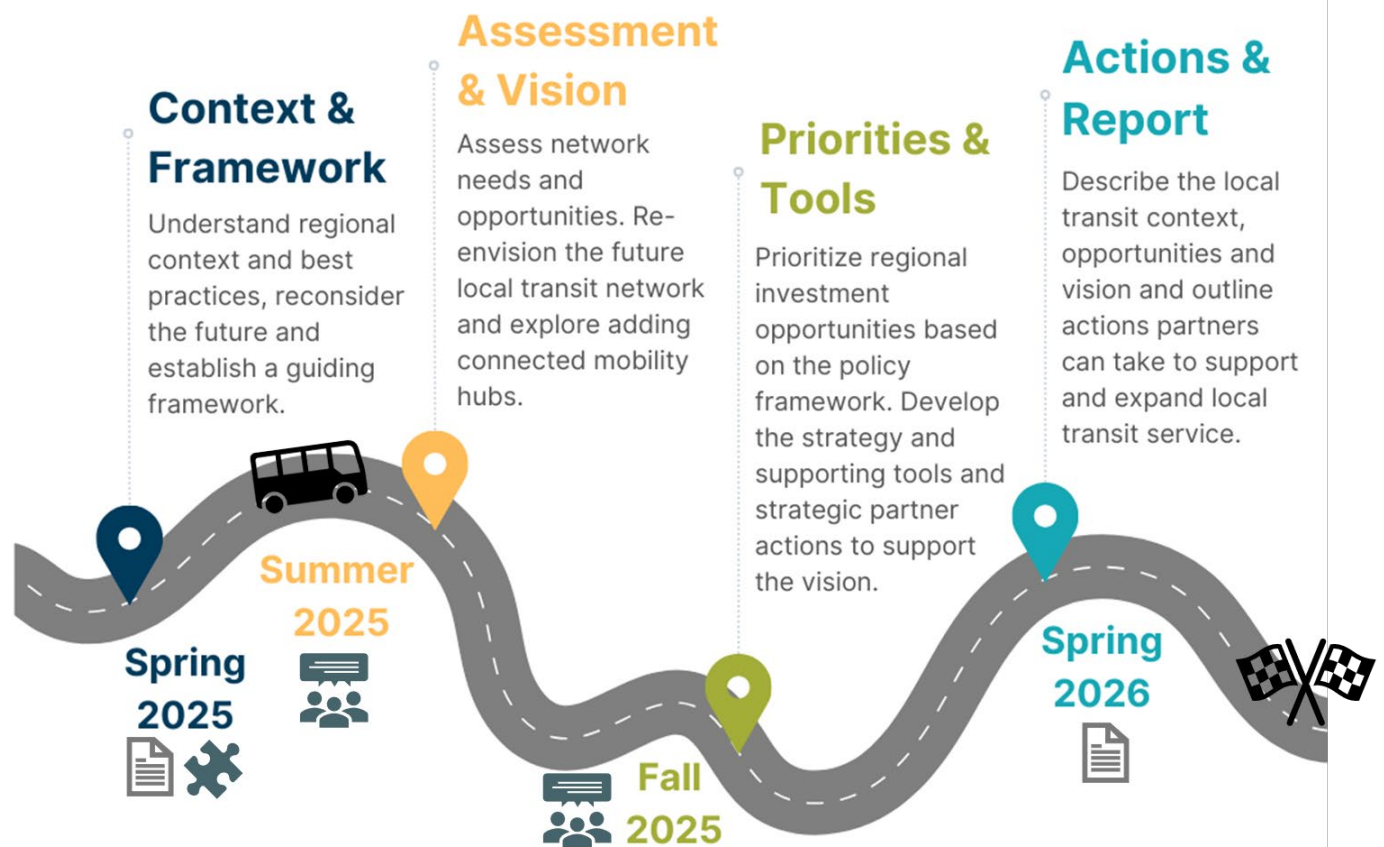 Context &
Framework
Understand regional
context and best
practices, reconsider
the future and
establish a guiding
framework.
Spring
2025
Assessment
& Vision
Assess network
needs and
opportunities. Re-
envision the future
local transit network
and explore adding
connected mobility
hubs.
Summer
2025
Priorities &
Tools
Prioritize regional
investment
opportunities based
on the policy
framework. Develop
the strategy and
supporting tools and
strategic partner
actions to support
the vision.
Fall
2025
Actions &
Report
Describe the local
transit context,
opportunities and
vision and outline
actions partners
can take to support
and expand local
transit service.
Spring
2026